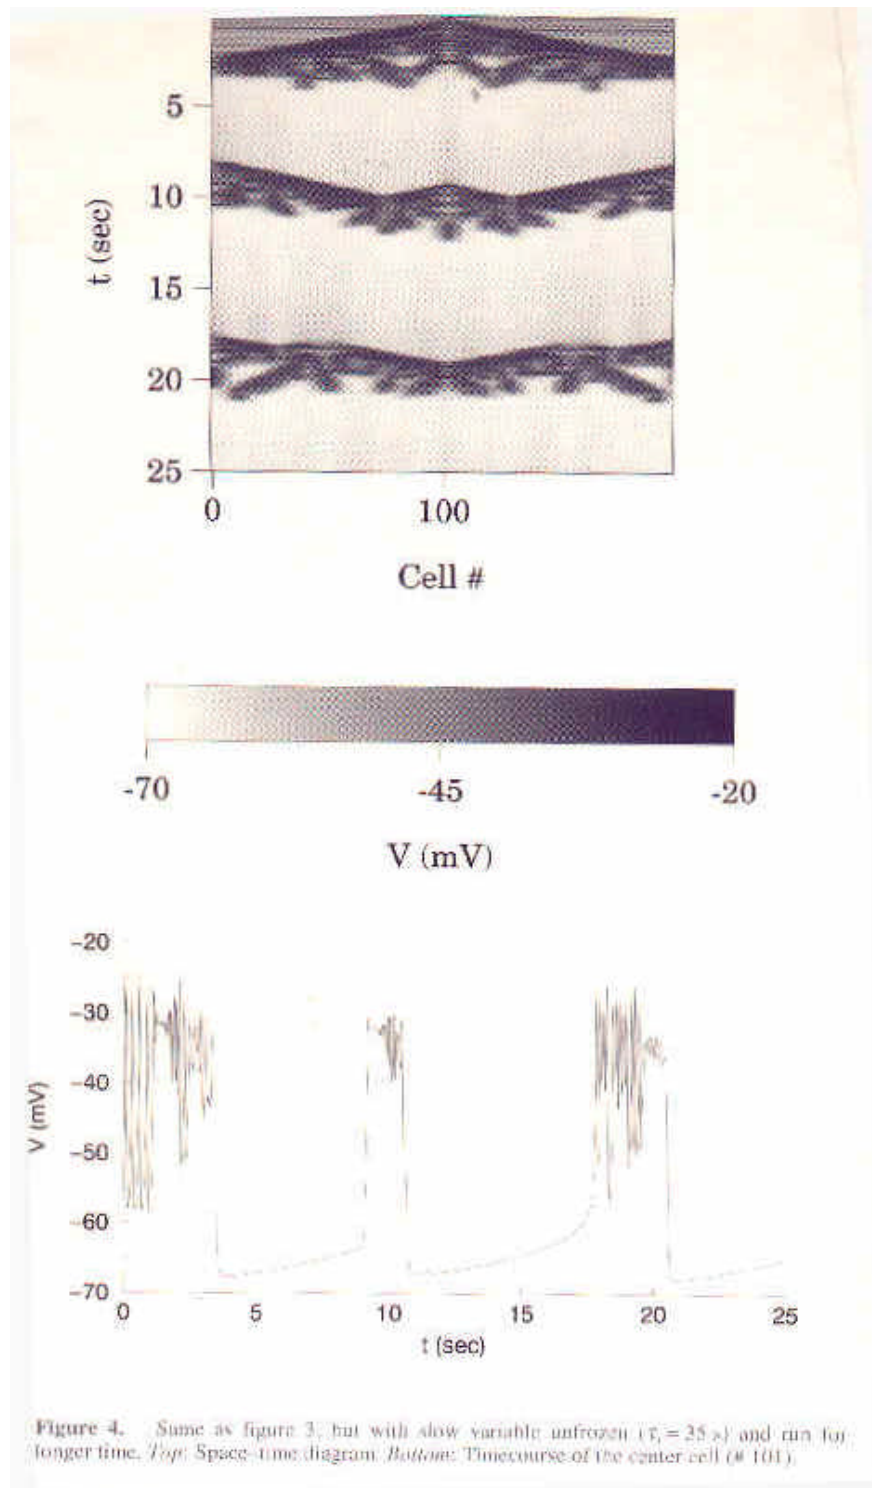 5
10
t (sec)
15
20
25
0 100
Cell #
-70 -45 -20
V (mV)
-20
-30
-40
V (mV)
-50
-60
-70
0 5 10 15 20 25
t (sec)
Figure 4. Same as figure 3, but with slow variable unfrozen (τ = 35 s) and run for
longer time. Top: Space–time diagram. Bottom: Timecourse of the center cell (# 101).